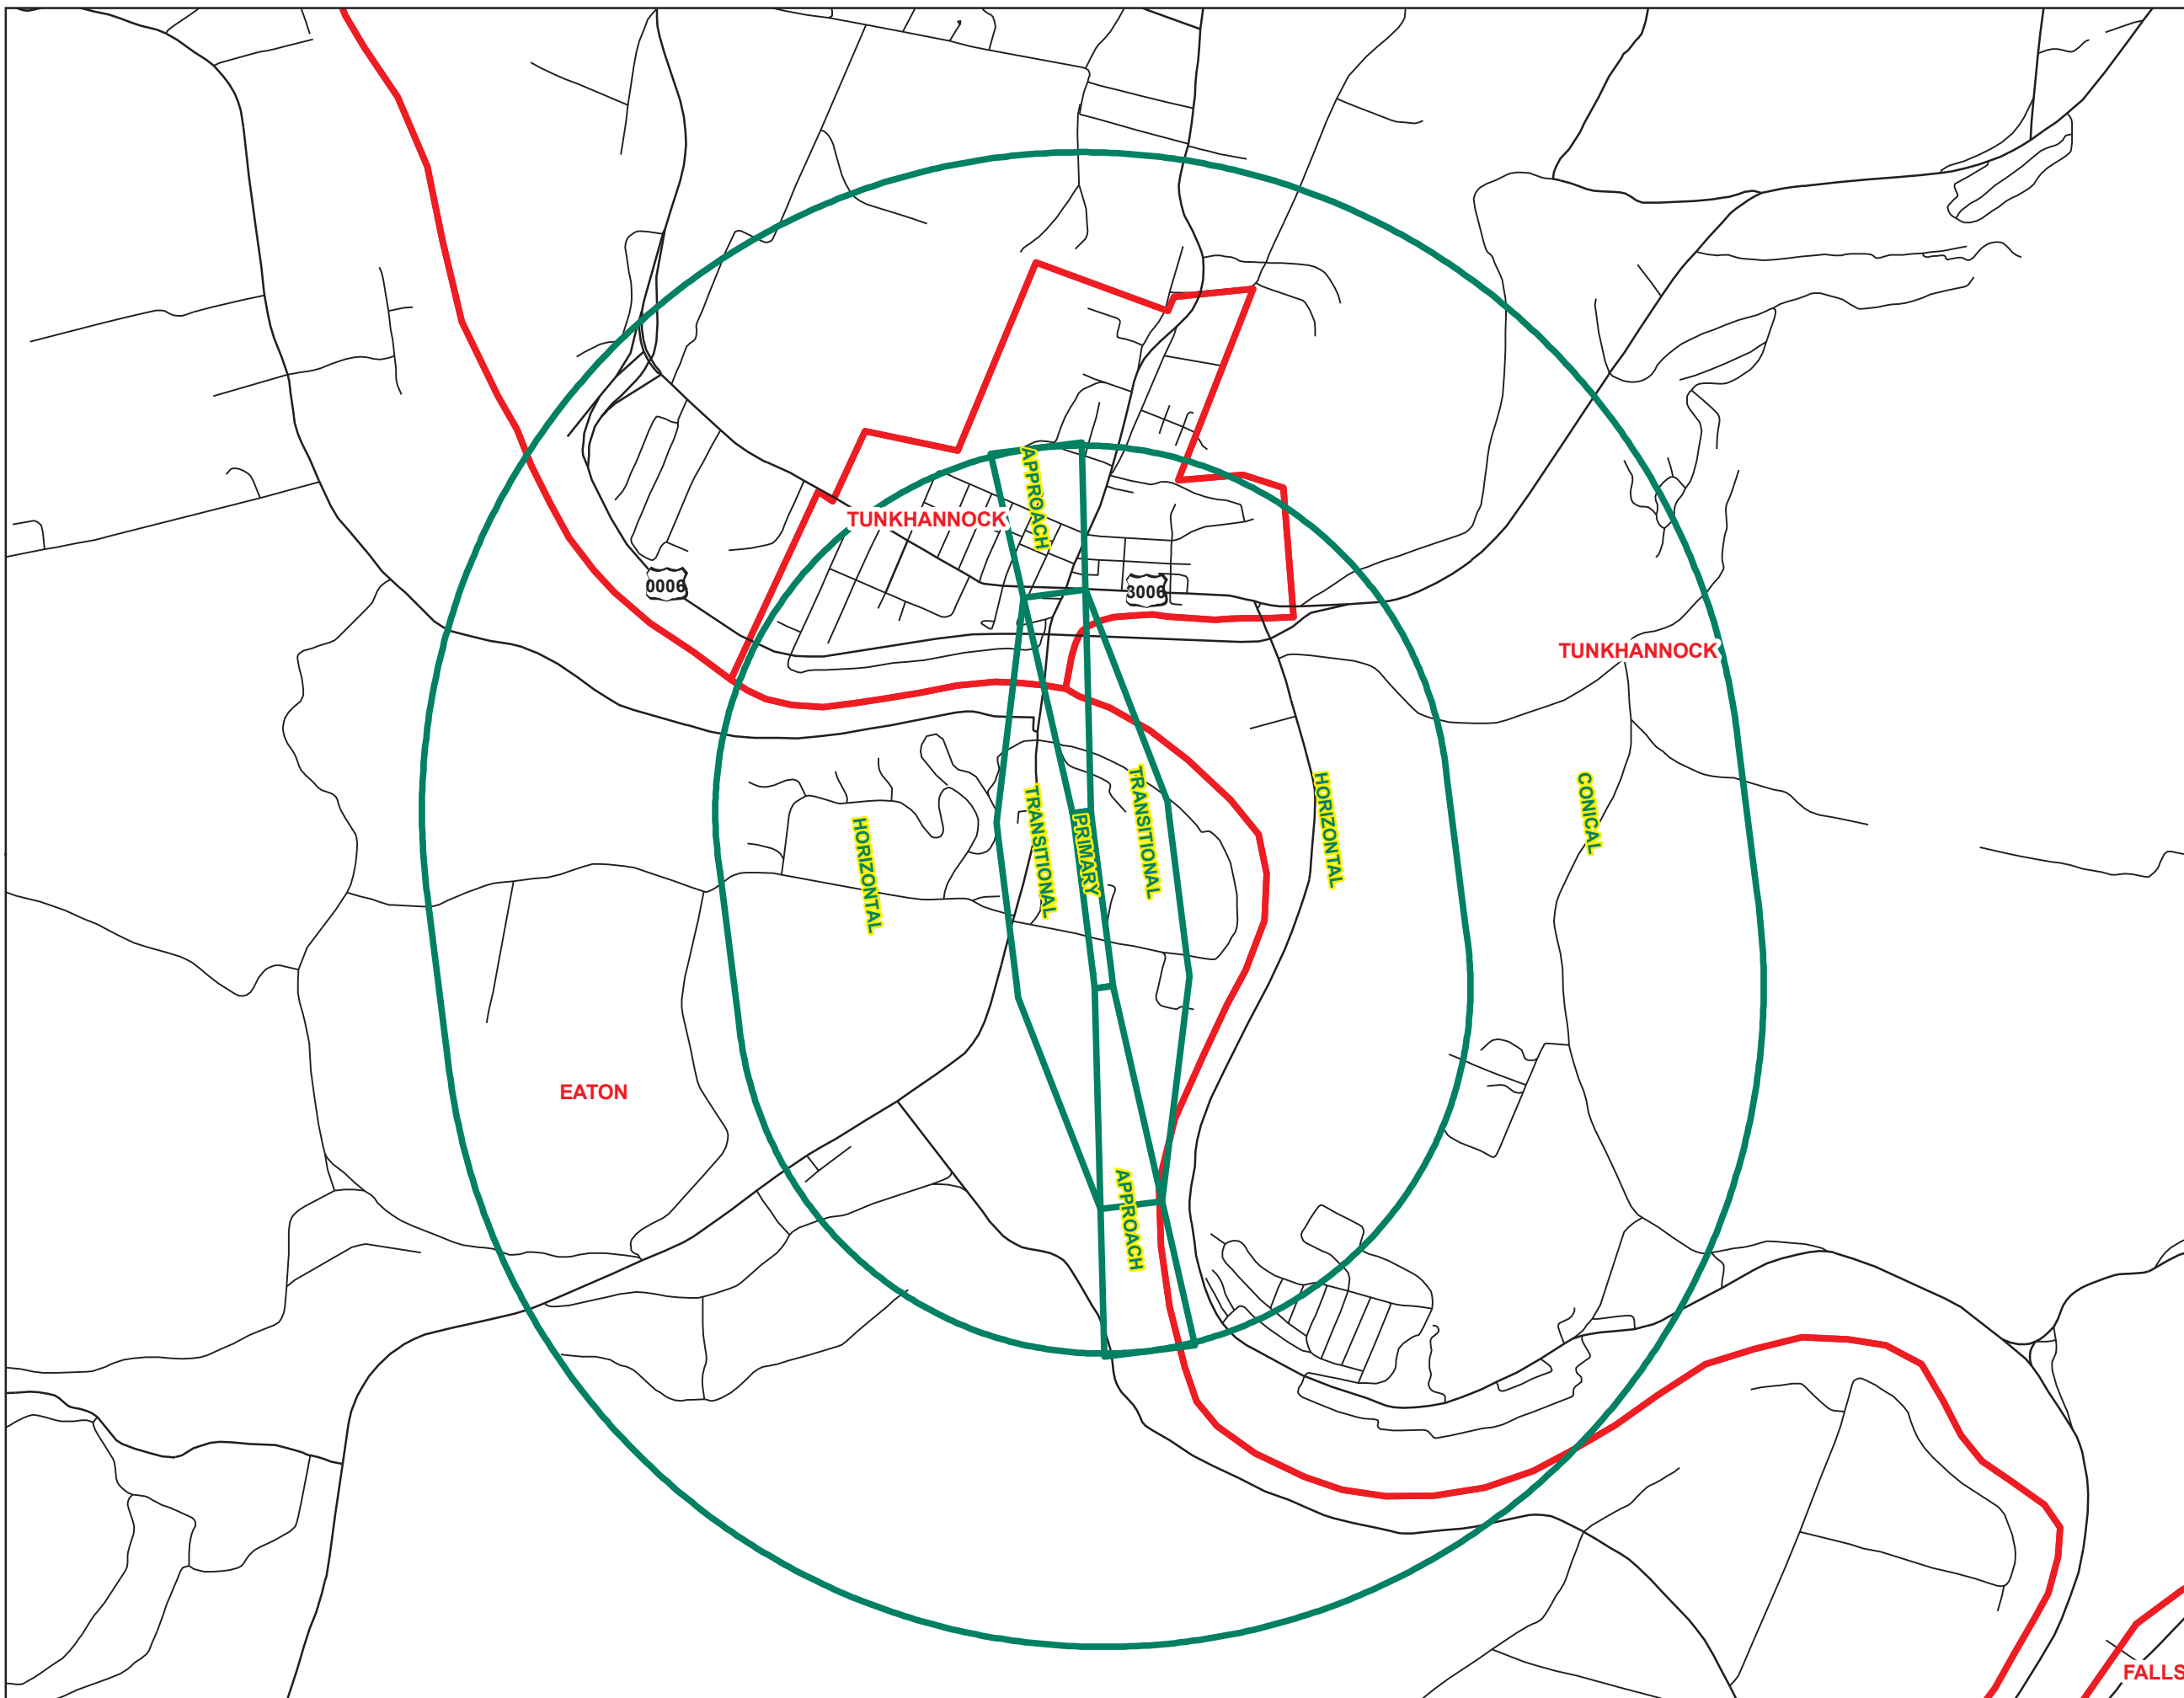 APPROACH
TUNKHANNOCK
0006
3006
TUNKHANNOCK
TRANSITIONAL
HORIZONTAL
CONICAL
TRANSITIONAL
PRIMARY
HORIZONTAL
EATON
APPROACH
FALLS